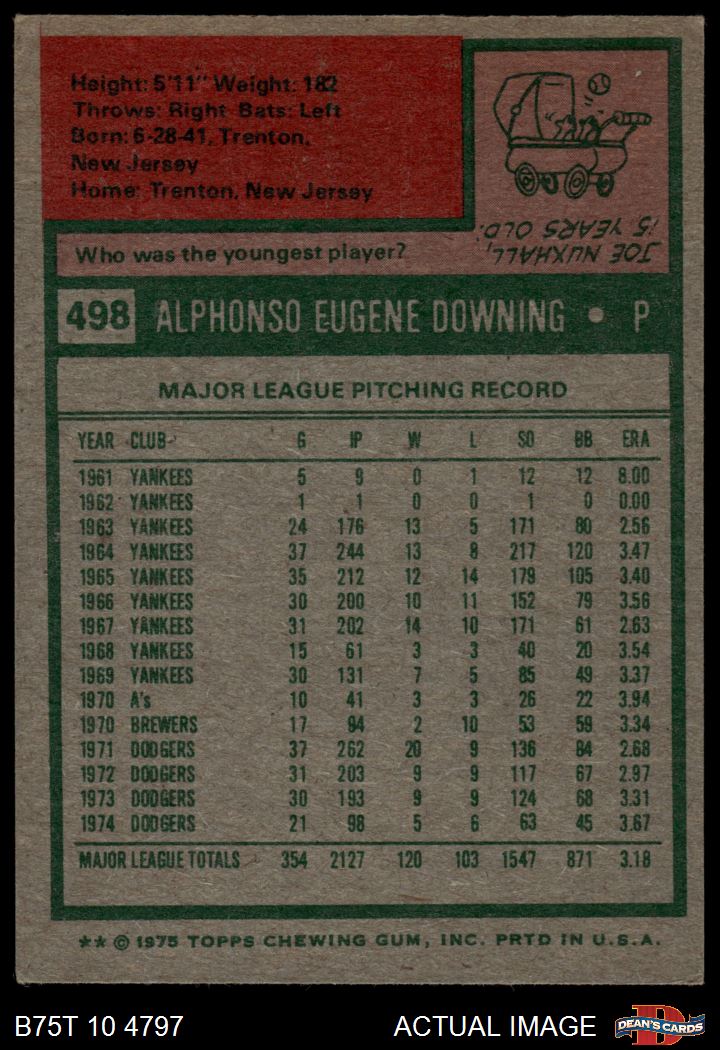 Height: 5'11" Weight: 182
Throws: Right Bats: Left
Born: 6-28-41, Trenton,
New Jersey
Home: Trenton, New Jersey
Who was the youngest player?
JOE NUXHALL,
15 YEARS OLD.
498 ALPHONSO EUGENE DOWNING • P
MAJOR LEAGUE PITCHING RECORD
YEAR CLUB G IP W L SO BB ERA
1961 YANKEES 5 9 0 1 12 12 8.00
1962 YANKEES 1 1 0 0 1 0 0.00
1963 YANKEES 24 176 13 5 171 80 2.56
1964 YANKEES 37 244 13 8 217 120 3.47
1965 YANKEES 35 212 12 14 179 105 3.40
1966 YANKEES 30 200 10 11 152 79 3.56
1967 YANKEES 31 202 14 10 171 61 2.63
1968 YANKEES 15 61 3 3 40 20 3.54
1969 YANKEES 30 131 7 5 85 49 3.37
1970 A's 10 41 3 3 26 22 3.94
1970 BREWERS 17 94 2 10 53 59 3.34
1971 DODGERS 37 262 20 9 136 84 2.68
1972 DODGERS 31 203 9 9 117 67 2.97
1973 DODGERS 30 193 9 9 124 68 3.31
1974 DODGERS 21 98 5 6 63 45 3.67
MAJOR LEAGUE TOTALS 354 2127 120 103 1547 871 3.18
** © 1975 TOPPS CHEWING GUM, INC. PRTD IN U.S.A.
B75T 10 4797 ACTUAL IMAGE D DEAN'S CARDS